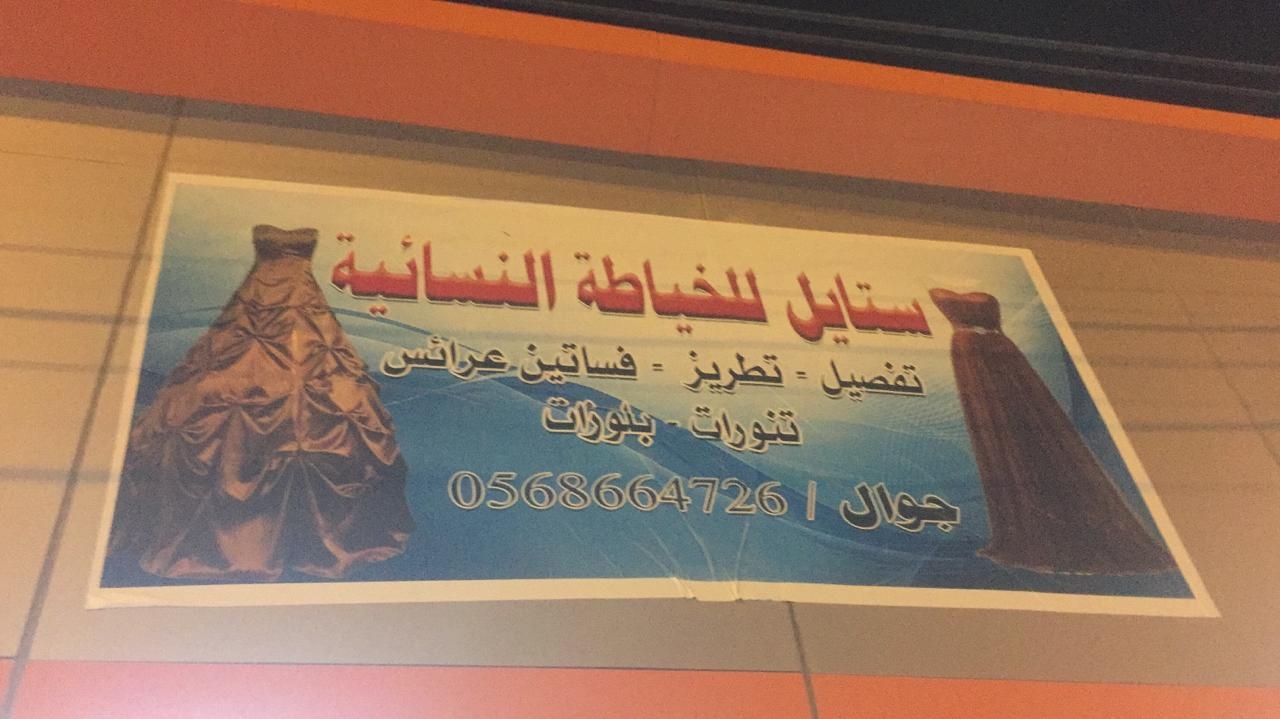 ستايل للخياطة النسائية
تفصيل - تطريز - فساتين عرائس
تنورات - بلوزات
جوال / 0568664726